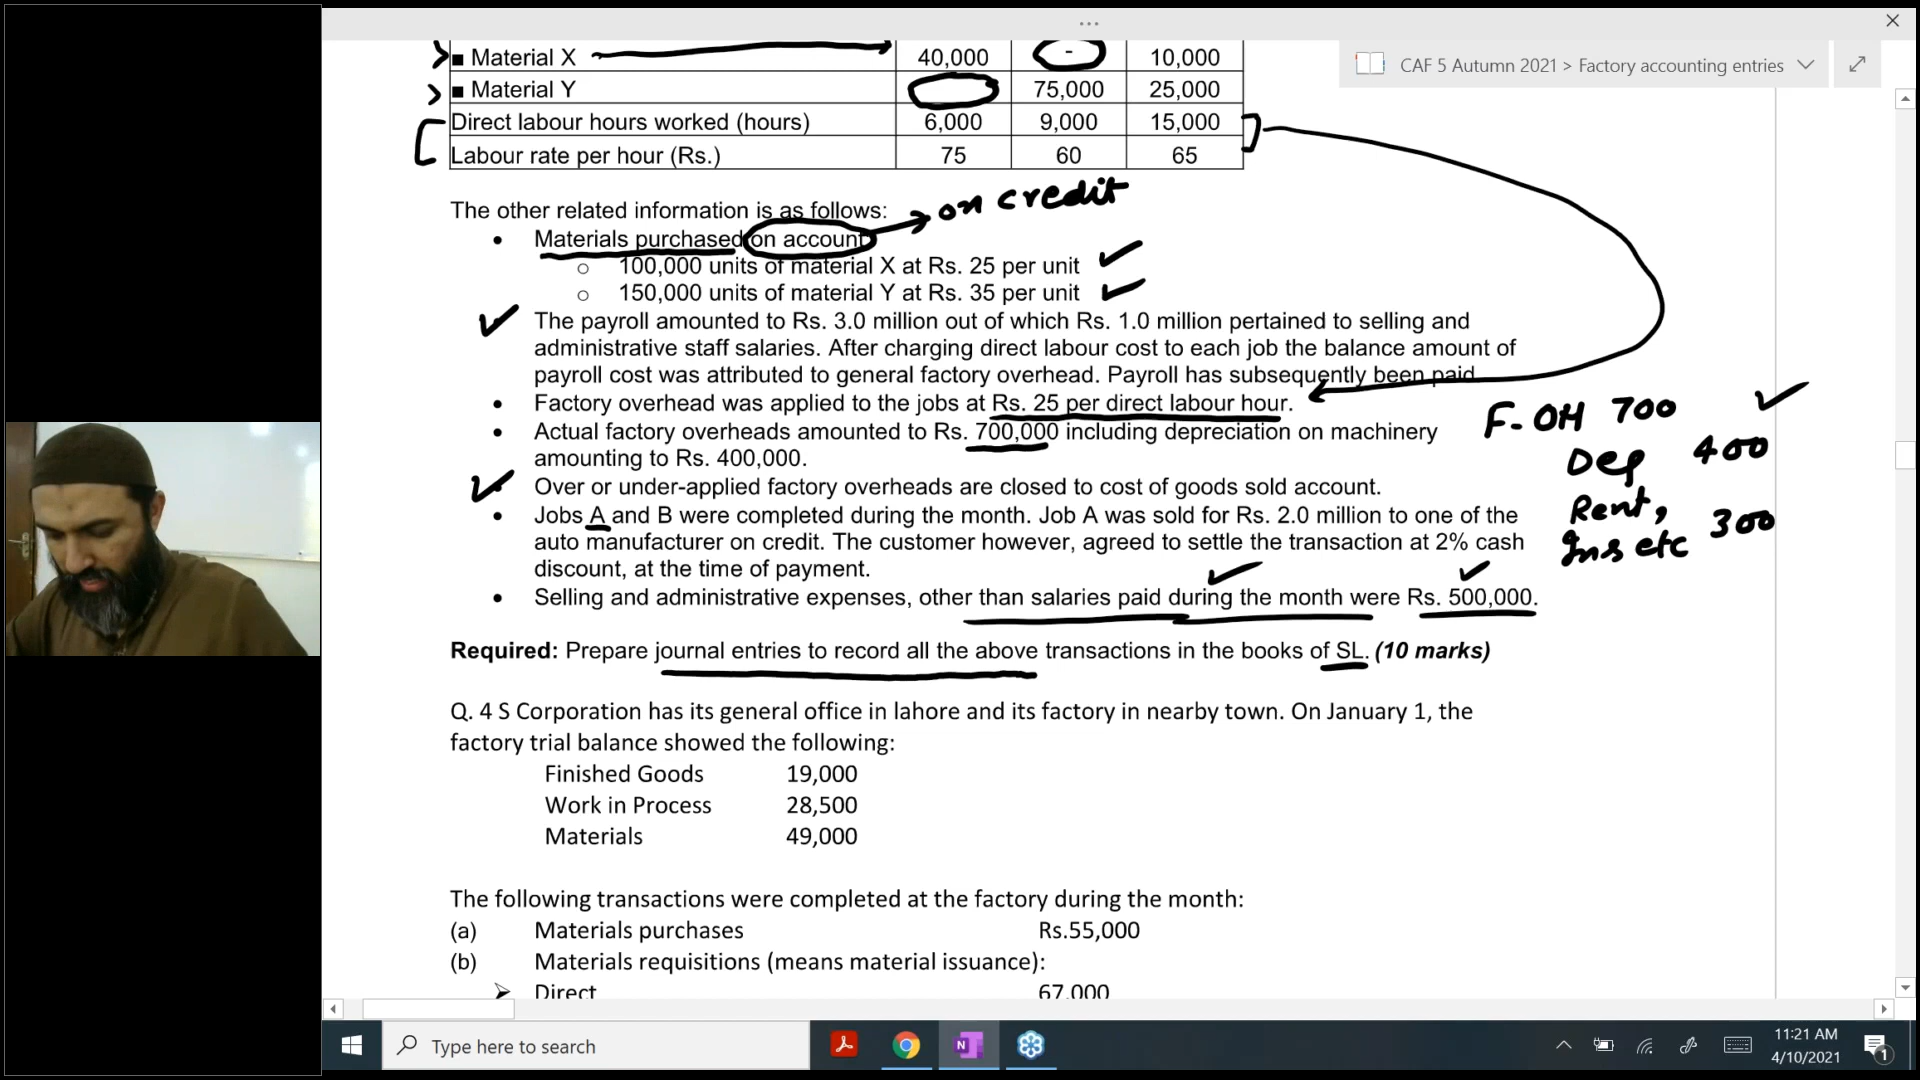 CAF 5 Autumn 2021 > Factory accounting entries
■ Material X 40,000 - 10,000
■ Material Y 75,000 25,000
Direct labour hours worked (hours) 6,000 9,000 15,000
Labour rate per hour (Rs.) 75 60 65
on credit
The other related information is as follows:
• Materials purchased on account
o 100,000 units of material X at Rs. 25 per unit
o 150,000 units of material Y at Rs. 35 per unit
The payroll amounted to Rs. 3.0 million out of which Rs. 1.0 million pertained to selling and
administrative staff salaries. After charging direct labour cost to each job the balance amount of
payroll cost was attributed to general factory overhead. Payroll has subsequently been paid
• Factory overhead was applied to the jobs at Rs. 25 per direct labour hour.
• Actual factory overheads amounted to Rs. 700,000 including depreciation on machinery
amounting to Rs. 400,000.
Over or under-applied factory overheads are closed to cost of goods sold account.
• Jobs A and B were completed during the month. Job A was sold for Rs. 2.0 million to one of the
auto manufacturer on credit. The customer however, agreed to settle the transaction at 2% cash
discount, at the time of payment.
• Selling and administrative expenses, other than salaries paid during the month were Rs. 500,000.
F-OH 700
Dep 400
Rent,
Ins etc 300
Required: Prepare journal entries to record all the above transactions in the books of SL. (10 marks)
Q. 4 S Corporation has its general office in lahore and its factory in nearby town. On January 1, the
factory trial balance showed the following:
Finished Goods 19,000
Work in Process 28,500
Materials 49,000
The following transactions were completed at the factory during the month:
(a) Materials purchases Rs.55,000
(b) Materials requisitions (means material issuance):
➢ Direct 67,000
Type here to search
11:21 AM
4/10/2021
1